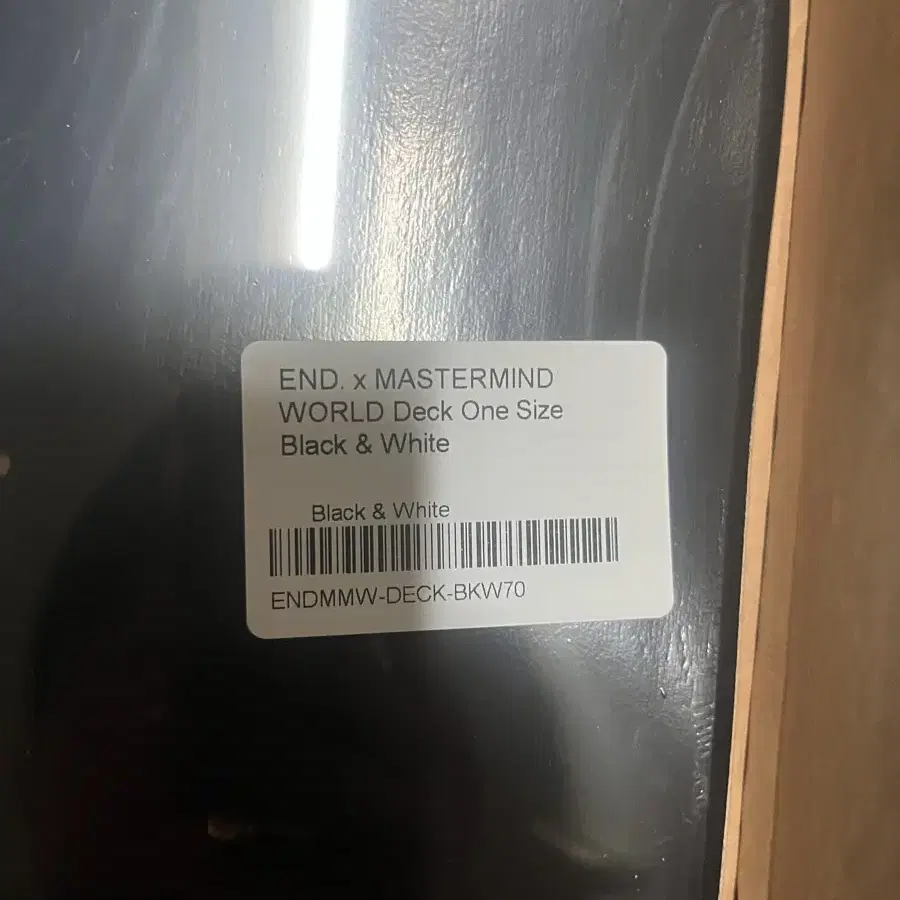 END. x MASTERMIND
WORLD Deck One Size
Black & White
Black & White
ENDMMW-DECK-BKW70